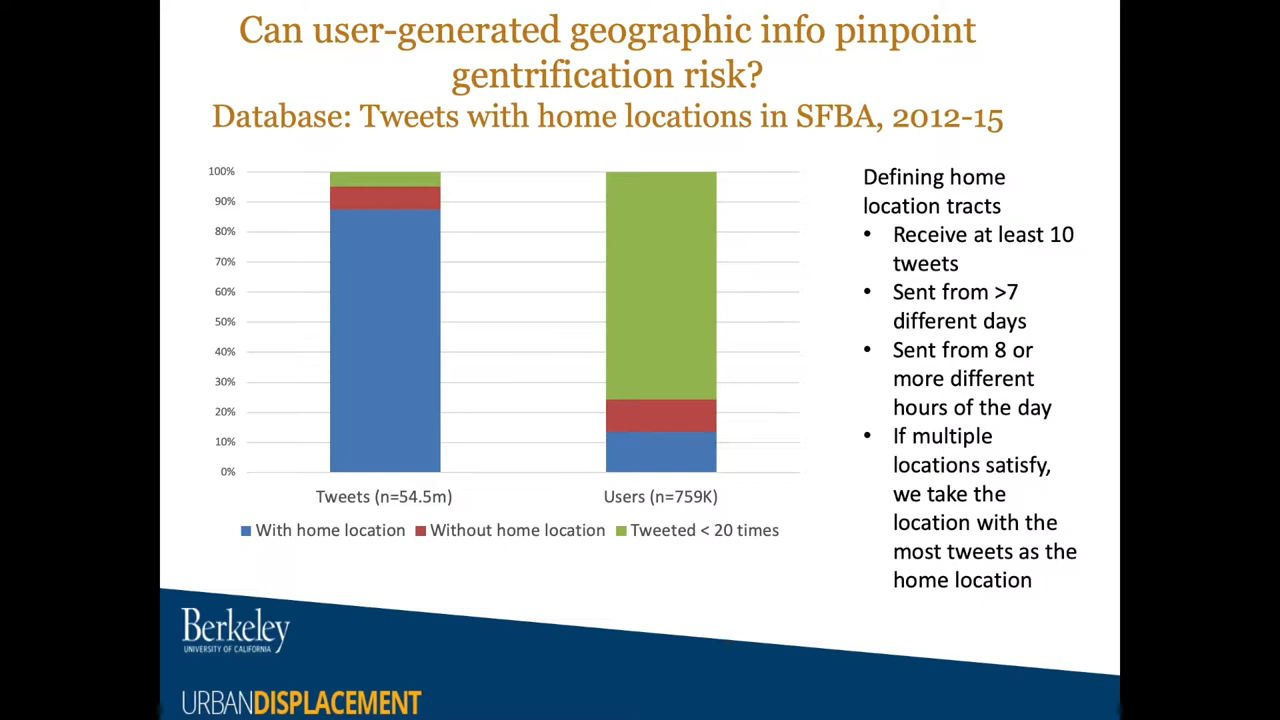 Can user-generated geographic info pinpoint
gentrification risk?
Database: Tweets with home locations in SFBA, 2012-15
100%
90%
80%
70%
60%
50%
40%
30%
20%
10%
0%
Tweets (n=54.5m)
Users (n=759K)
With home location
Without home location
Tweeted < 20 times
Defining home
location tracts
• Receive at least 10
tweets
• Sent from >7
different days
• Sent from 8 or
more different
hours of the day
• If multiple
locations satisfy,
we take the
location with the
most tweets as the
home location
Berkeley
UNIVERSITY OF CALIFORNIA
URBANDISPLACEMENT